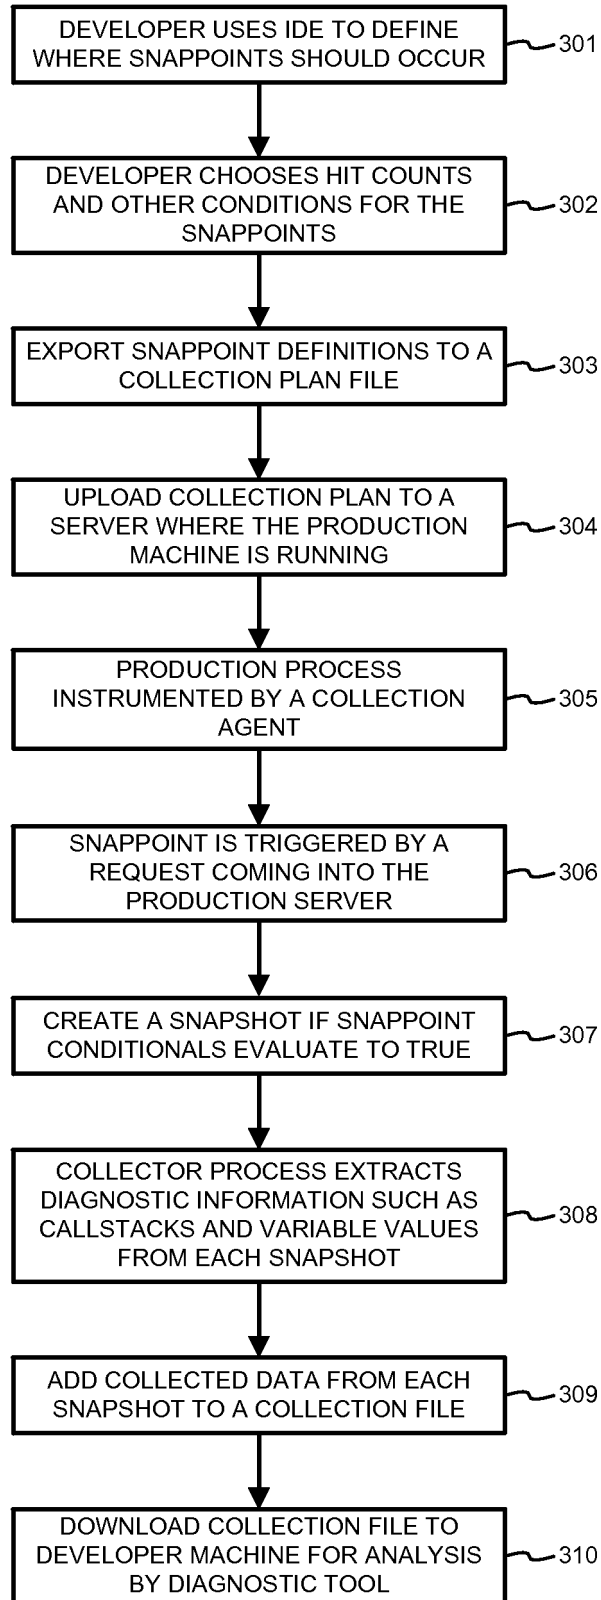 DEVELOPER USES IDE TO DEFINE
WHERE SNAPPOINTS SHOULD OCCUR
301
DEVELOPER CHOOSES HIT COUNTS
AND OTHER CONDITIONS FOR THE
SNAPPOINTS
302
EXPORT SNAPPOINT DEFINITIONS TO A
COLLECTION PLAN FILE
303
UPLOAD COLLECTION PLAN TO A
SERVER WHERE THE PRODUCTION
MACHINE IS RUNNING
304
PRODUCTION PROCESS
INSTRUMENTED BY A COLLECTION
AGENT
305
SNAPPOINT IS TRIGGERED BY A
REQUEST COMING INTO THE
PRODUCTION SERVER
306
CREATE A SNAPSHOT IF SNAPPOINT
CONDITIONALS EVALUATE TO TRUE
307
COLLECTOR PROCESS EXTRACTS
DIAGNOSTIC INFORMATION SUCH AS
CALLSTACKS AND VARIABLE VALUES
FROM EACH SNAPSHOT
308
ADD COLLECTED DATA FROM EACH
SNAPSHOT TO A COLLECTION FILE
309
DOWNLOAD COLLECTION FILE TO
DEVELOPER MACHINE FOR ANALYSIS
BY DIAGNOSTIC TOOL
310